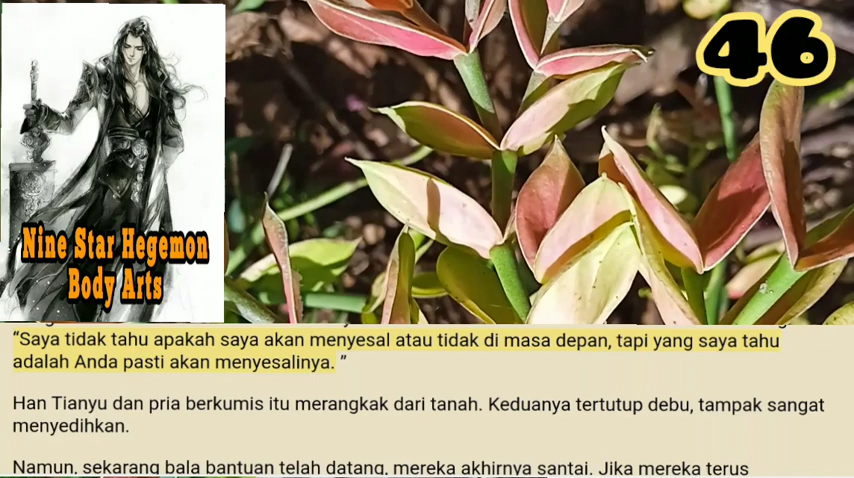 46
Nine Star Hegemon
Body Arts
“Saya tidak tahu apakah saya akan menyesal atau tidak di masa depan, tapi yang saya tahu
adalah Anda pasti akan menyesalinya. ”
Han Tianyu dan pria berkumis itu merangkak dari tanah. Keduanya tertutup debu, tampak sangat
menyedihkan.
Namun, sekarang bala bantuan telah datang, mereka akhirnya santai. Jika mereka terus